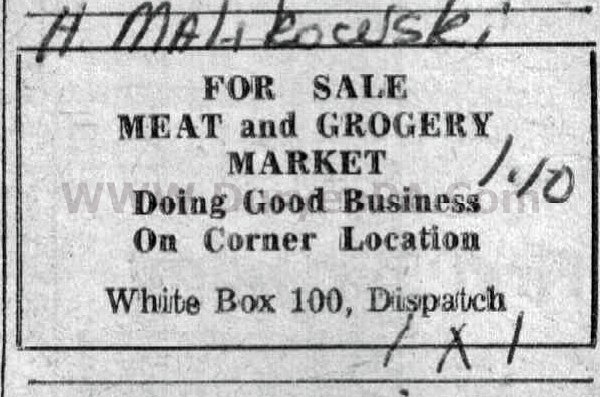 H MALikowski
FOR SALE
MEAT and GROGERY
MARKET
1.10
Doing Good Business
On Corner Location
White Box 100, Dispatch
1 X 1